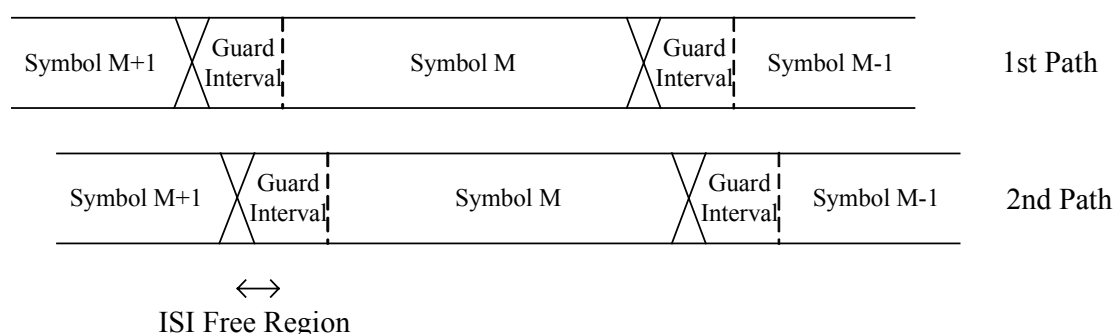 Symbol M+1
Guard
Interval
Symbol M
Guard
Interval
Symbol M-1
1st Path
Symbol M+1
Guard
Interval
Symbol M
Guard
Interval
Symbol M-1
2nd Path
ISI Free Region